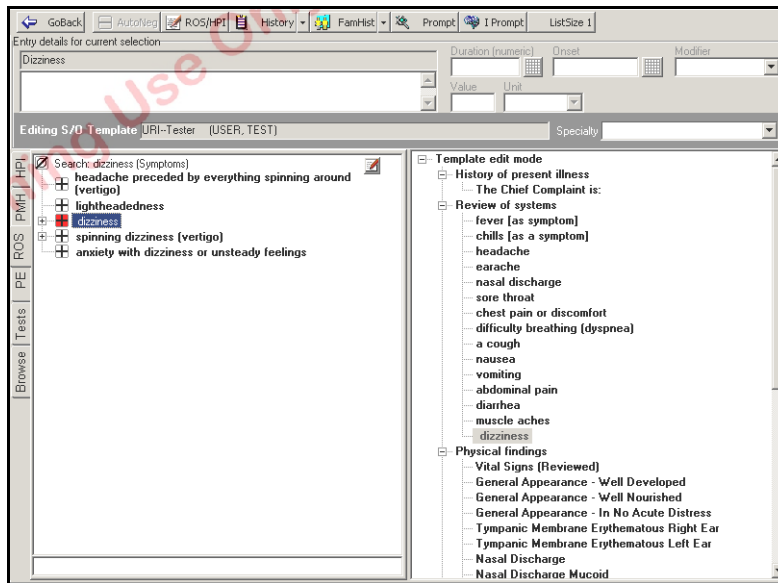 GoBack AutoNeg ROS/HPI History FamHist Prompt I Prompt ListSize 1
Entry details for current selection
Dizziness
Duration (numeric) Onset Modifier
Value Unit
Editing S/O Template URI--Tester (USER, TEST) Specialty
HPI
PMH
ROS
PE
Tests
Browse
Search: dizziness (Symptoms)
headache preceded by everything spinning around
(vertigo)
lightheadedness
dizziness
spinning dizziness (vertigo)
anxiety with dizziness or unsteady feelings
Template edit mode
History of present illness
The Chief Complaint is:
Review of systems
fever [as symptom]
chills [as a symptom]
headache
earache
nasal discharge
sore throat
chest pain or discomfort
difficulty breathing (dyspnea)
a cough
nausea
vomiting
abdominal pain
diarrhea
muscle aches
dizziness
Physical findings
Vital Signs (Reviewed)
General Appearance - Well Developed
General Appearance - Well Nourished
General Appearance - In No Acute Distress
Tympanic Membrane Erythematous Right Ear
Tympanic Membrane Erythematous Left Ear
Nasal Discharge
Nasal Discharge Mucoid
Use